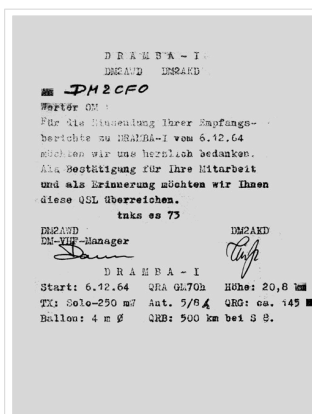 DRAMBA-I
DM2AWD DM2AKD
DM2CFO
Werter OM
Für die Einsendung Ihrer Empfangs-
berichte zu DRAMBA-I vom 6.12.64
möchten wir uns herzlich bedanken.
Als Bestätigung für Ihre Mitarbeit
und als Erinnerung möchten wir Ihnen
diese QSL überreichen.
tnks es 73
DM2AWD DM2AKD
DM-VHF-Manager
DRAMBA-I
Start: 6.12.64 QRA GM70h Höhe: 20,8 km
TX: Solo-250 mW Ant. 5/8 QRG: ca. 145
Ballon: 4 m Ø QRB: 500 km bei S 8.